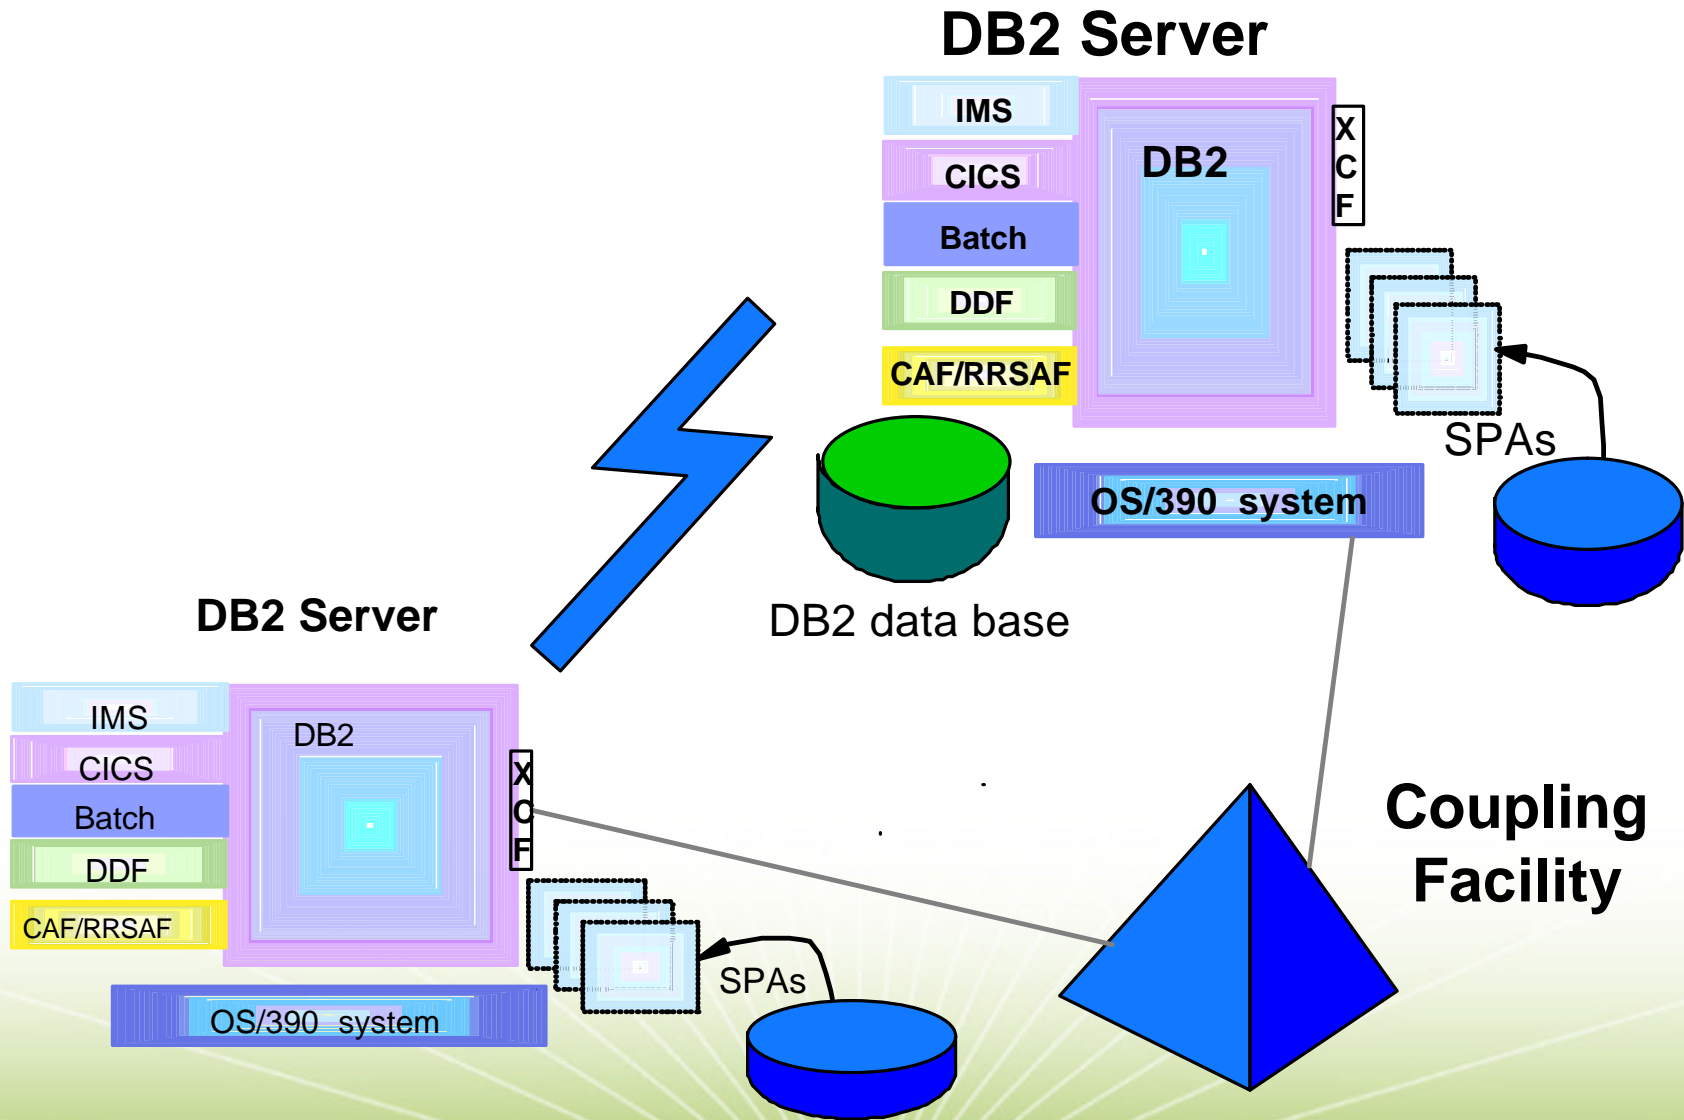 DB2 Server
IMS
CICS
Batch
DDF
CAF/RRSAF
DB2
X
C
F
SPAs
OS/390 system
DB2 data base
DB2 Server
IMS
CICS
Batch
DDF
CAF/RRSAF
DB2
X
C
F
SPAs
OS/390 system
Coupling
Facility